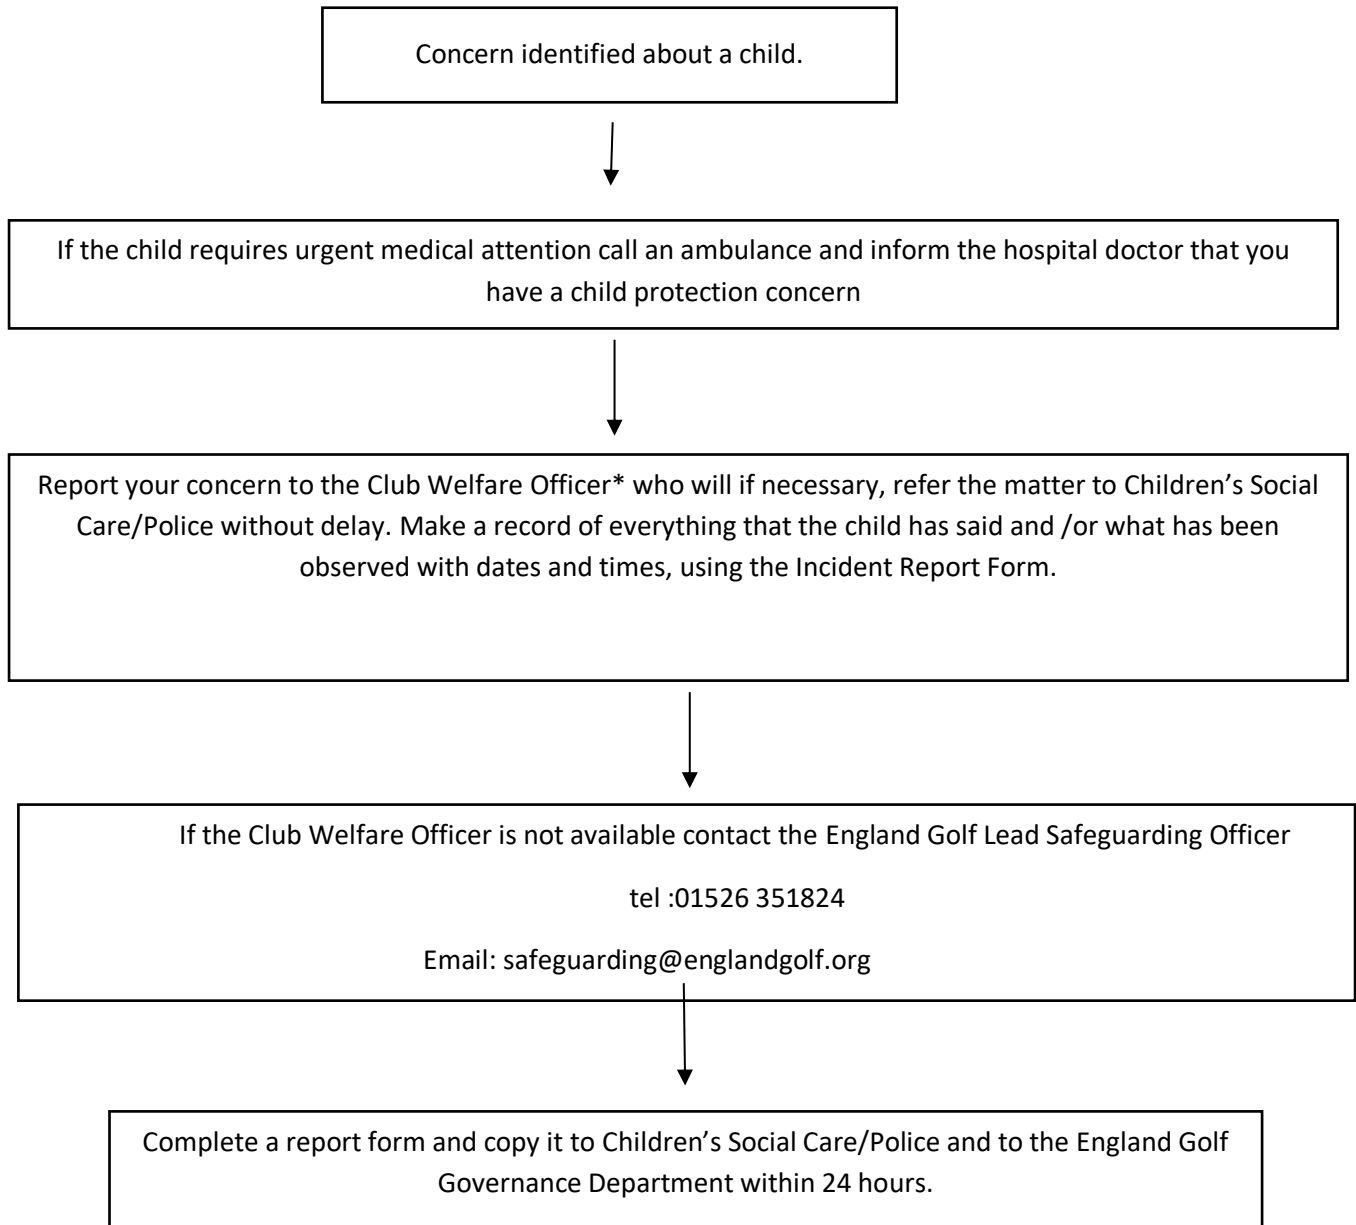 Concern identified about a child.
If the child requires urgent medical attention call an ambulance and inform the hospital doctor that you
have a child protection concern
Report your concern to the Club Welfare Officer* who will if necessary, refer the matter to Children’s Social
Care/Police without delay. Make a record of everything that the child has said and /or what has been
observed with dates and times, using the Incident Report Form.
If the Club Welfare Officer is not available contact the England Golf Lead Safeguarding Officer
tel :01526 351824
Email: safeguarding@englandgolf.org
Complete a report form and copy it to Children’s Social Care/Police and to the England Golf
Governance Department within 24 hours.